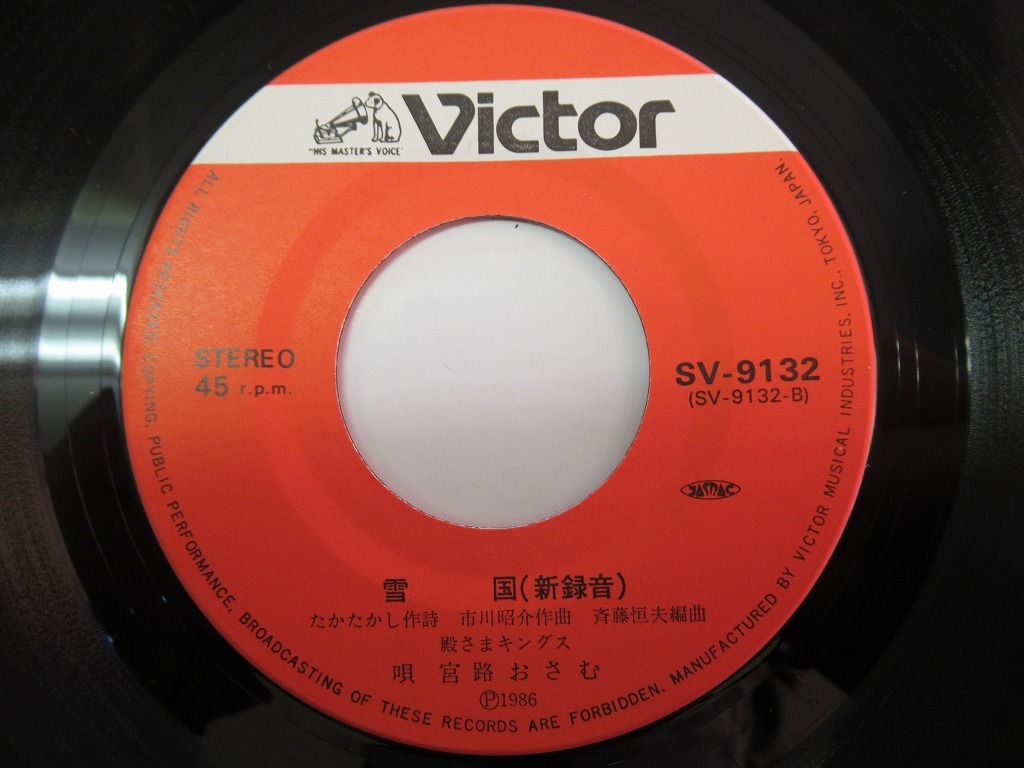 "HIS MASTER'S VOICE"
Victor
STEREO
45 r.p.m.
SV-9132
(SV-9132-B)
JASRAC
雪 国(新録音)
たかたかし作詩 市川昭介作曲 斉藤恒夫編曲
殿さまキングス
唄 宮路おさむ
Ⓟ1986
ALL RIGHTS RESERVED. COPYING, PUBLIC PERFORMANCE, BROADCASTING OF THESE RECORDS ARE FORBIDDEN. MANUFACTURED BY VICTOR MUSICAL INDUSTRIES, INC., TOKYO, JAPAN.